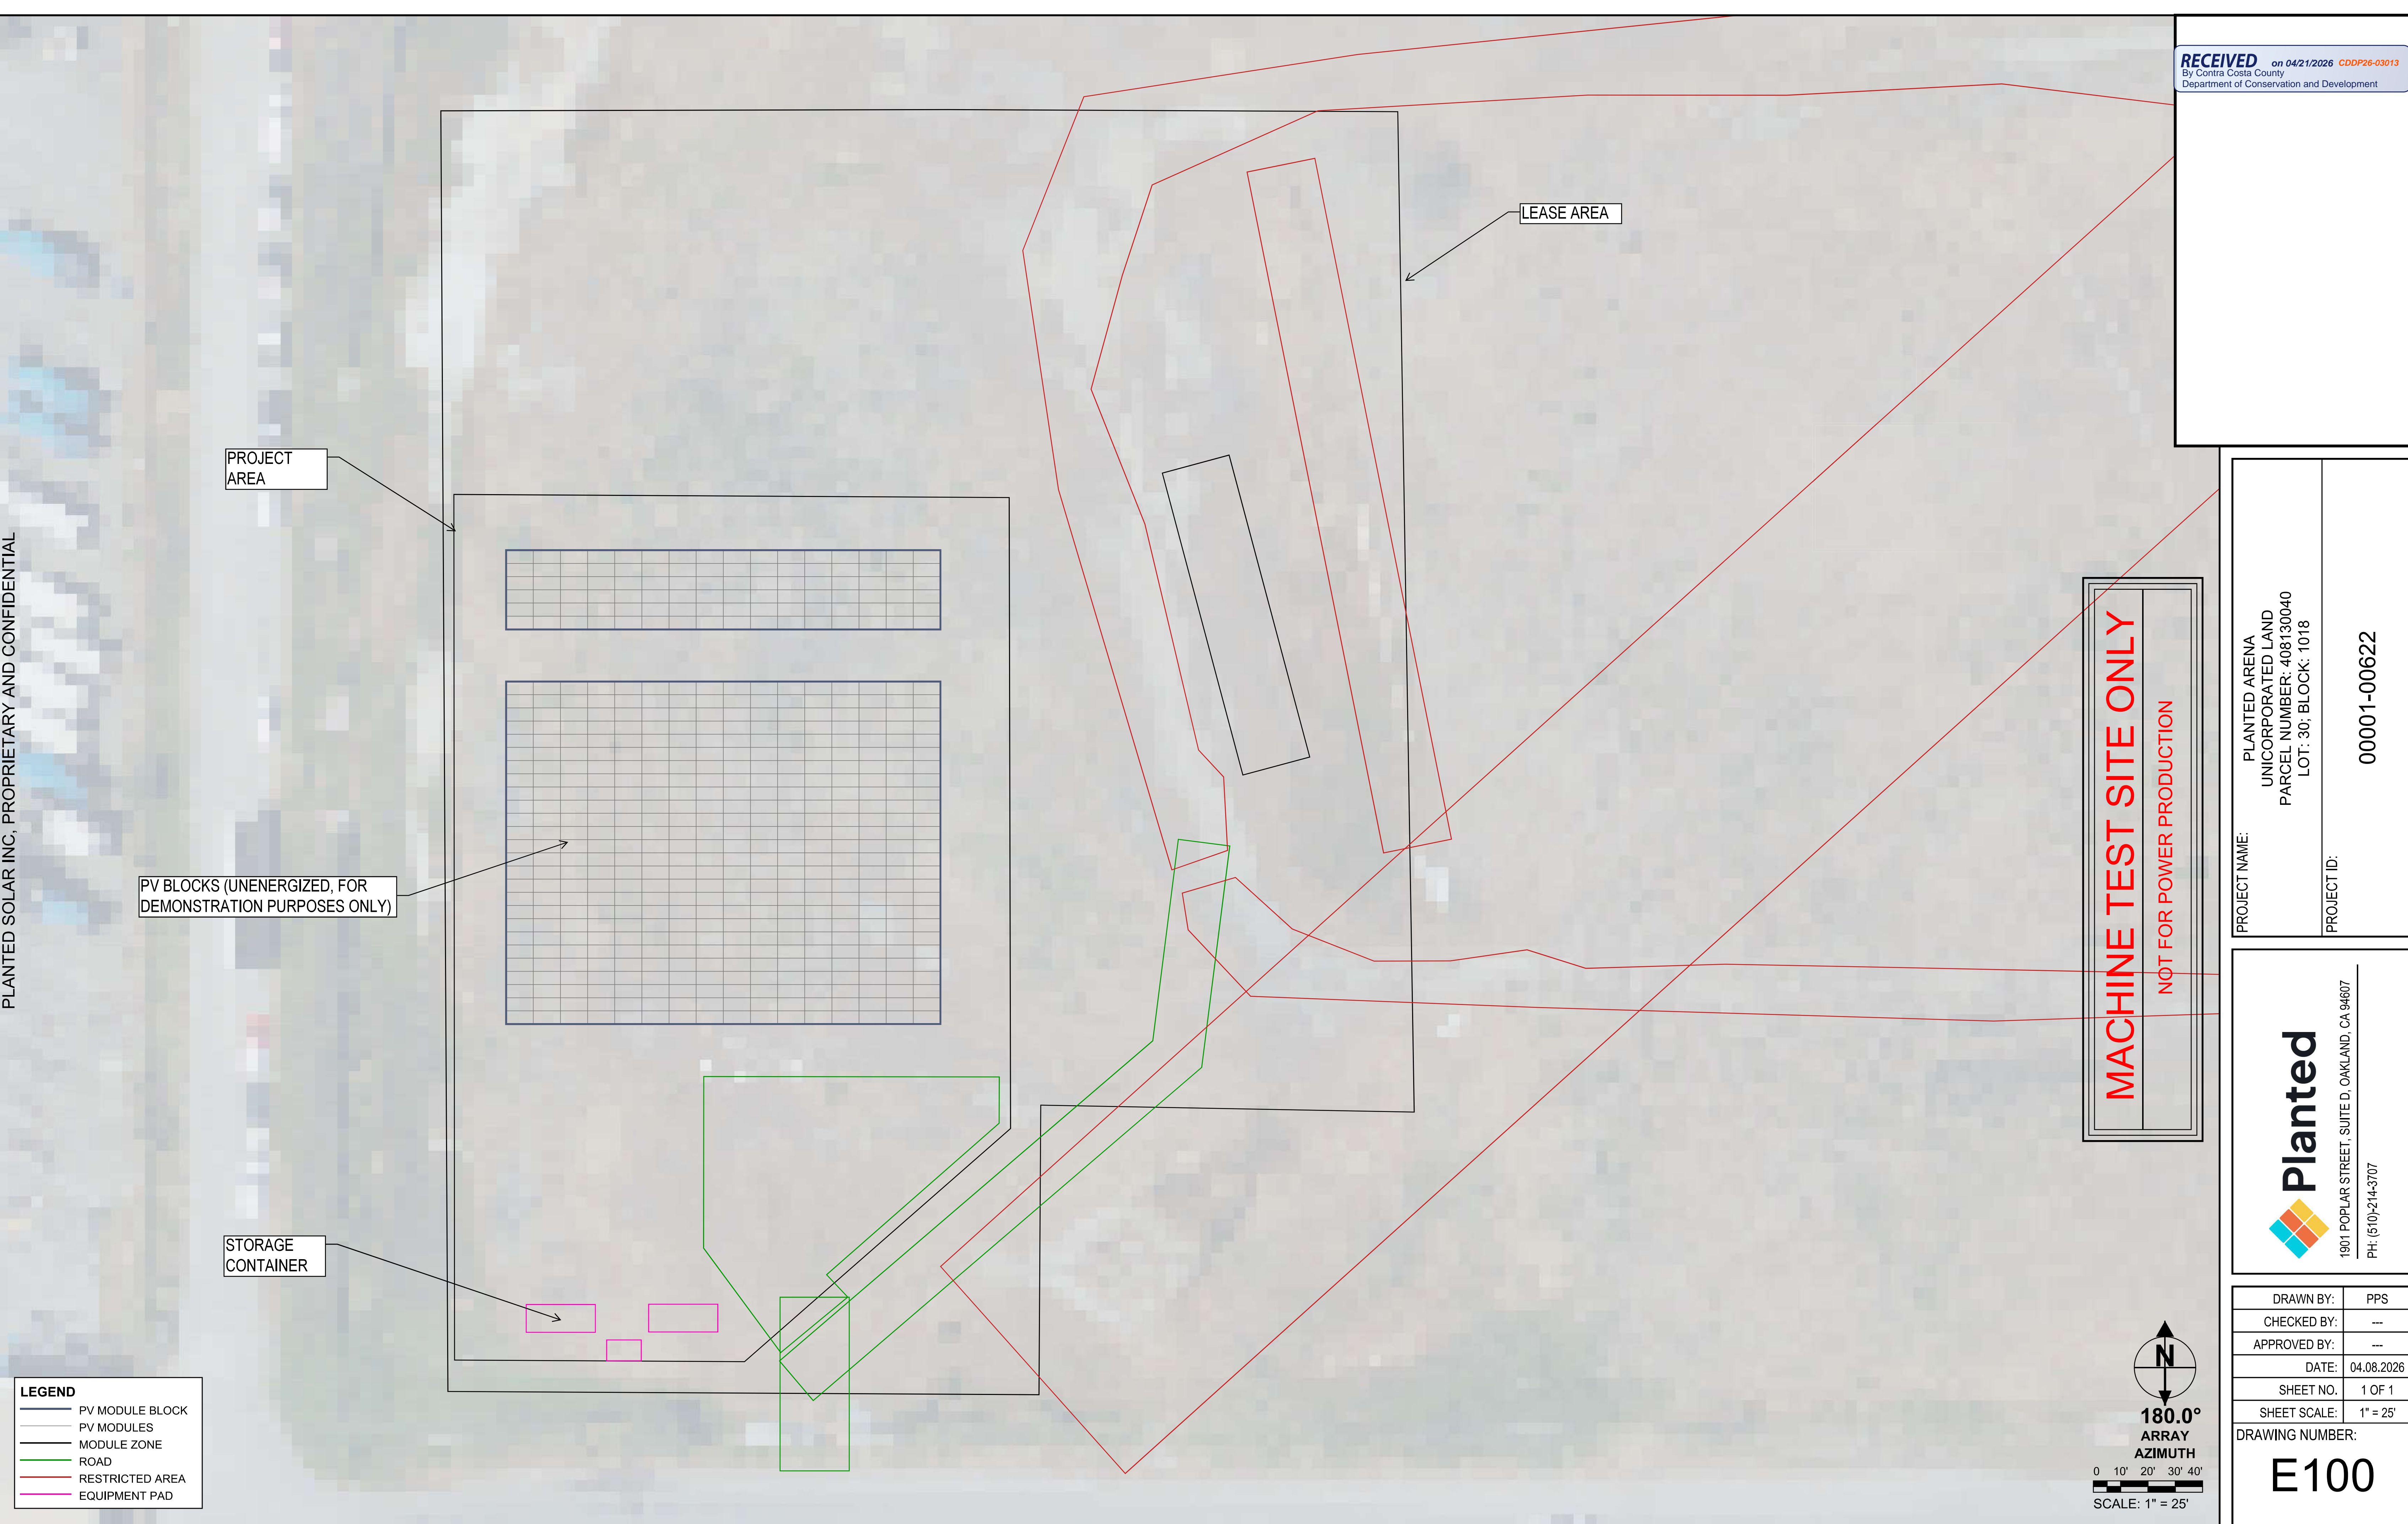 RECEIVED on 04/21/2026 CDDP26-03013
By Contra Costa County
Department of Conservation and Development
LEASE AREA
PROJECT
AREA
PV BLOCKS (UNENERGIZED, FOR
DEMONSTRATION PURPOSES ONLY)
STORAGE
CONTAINER
PLANTED SOLAR INC, PROPRIETARY AND CONFIDENTIAL
LEGEND
PV MODULE BLOCK
PV MODULES
MODULE ZONE
ROAD
RESTRICTED AREA
EQUIPMENT PAD
MACHINE TEST SITE ONLY
NOT FOR POWER PRODUCTION
N
180.0°
ARRAY
AZIMUTH
0 10' 20' 30' 40'
SCALE: 1" = 25'
PROJECT NAME:
PLANTED ARENA
UNICORPORATED LAND
PARCEL NUMBER: 408130040
LOT: 30; BLOCK: 1018
PROJECT ID:
00001-00622
Planted
1901 POPLAR STREET, SUITE D, OAKLAND, CA 94607
PH: (510)-214-3707
DRAWN BY: PPS
CHECKED BY: ---
APPROVED BY: ---
DATE: 04.08.2026
SHEET NO. 1 OF 1
SHEET SCALE: 1" = 25'
DRAWING NUMBER:
E100